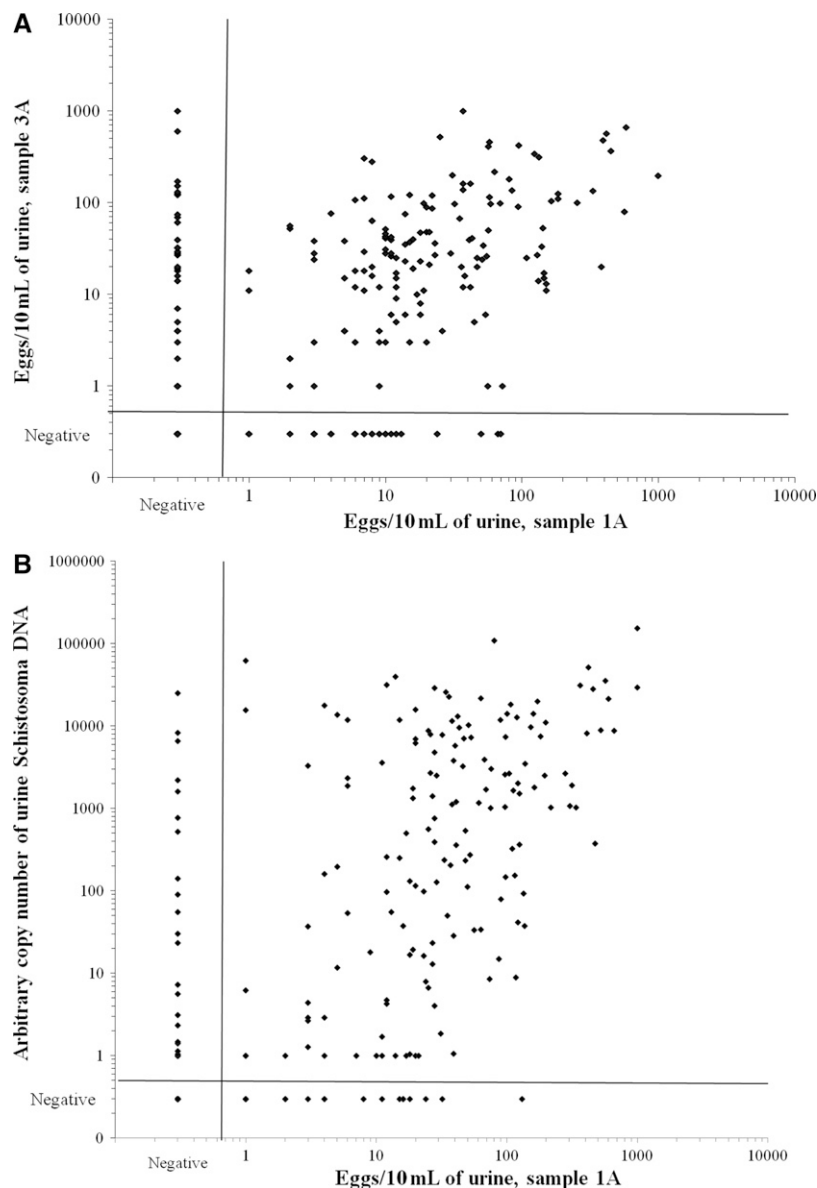 A
Eggs/10 mL of urine, sample 3A
10000
1000
100
10
1
Negative
0
Negative
1
10
100
1000
10000
Eggs/10 mL of urine, sample 1A
B
Arbitrary copy number of urine Schistosoma DNA
1000000
100000
10000
1000
100
10
1
Negative
0
Negative
1
10
100
1000
10000
Eggs/10 mL of urine, sample 1A